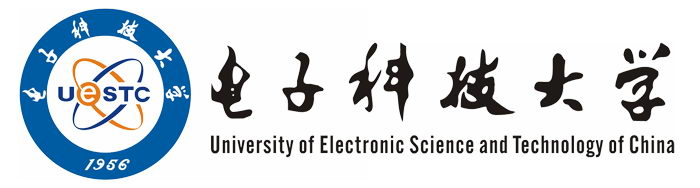 电子科技大学
UeSTC
1956
电子科技大学
University of Electronic Science and Technology of China